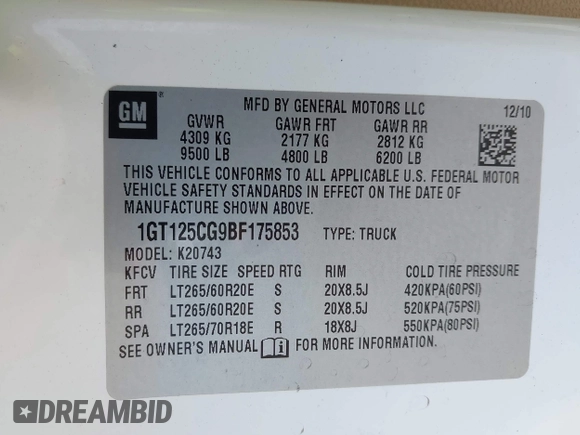 GM
MFD BY GENERAL MOTORS LLC 12/10
GVWR GAWR FRT GAWR RR
4309 KG 2177 KG 2812 KG
9500 LB 4800 LB 6200 LB
THIS VEHICLE CONFORMS TO ALL APPLICABLE U.S. FEDERAL MOTOR
VEHICLE SAFETY STANDARDS IN EFFECT ON THE DATE OF
MANUFACTURE SHOWN ABOVE.
1GT125CG9BF175853 TYPE: TRUCK
MODEL: K20743
KFCV TIRE SIZE SPEED RTG RIM COLD TIRE PRESSURE
FRT LT265/60R20E S 20X8.5J 420KPA(60PSI)
RR LT265/60R20E S 20X8.5J 520KPA(75PSI)
SPA LT265/70R18E R 18X8J 550KPA(80PSI)
SEE OWNER'S MANUAL FOR MORE INFORMATION.
DREAMBID